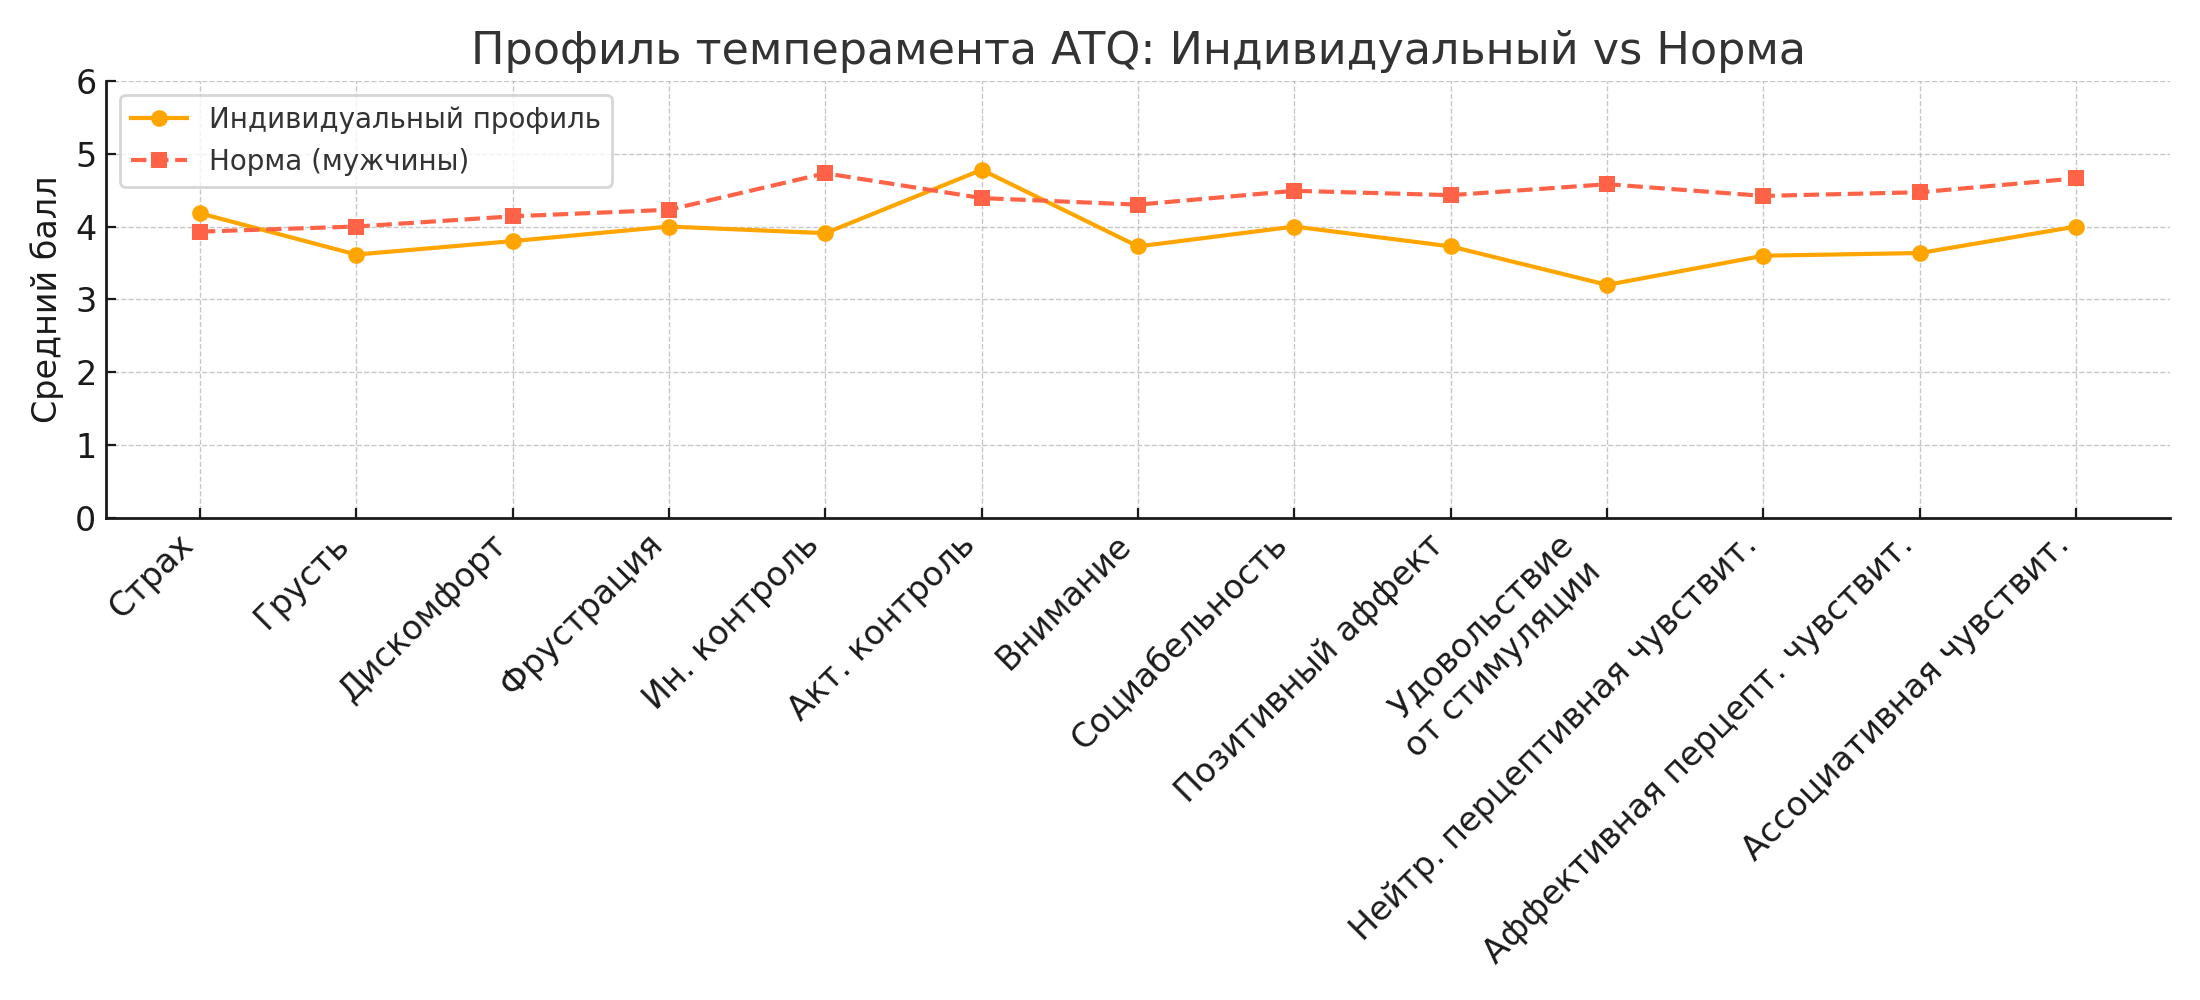 Профиль темперамента ATQ: Индивидуальный vs Норма
Индивидуальный профиль
Норма (мужчины)
Средний балл
6
5
4
3
2
1
0
Страх
Грусть
Дискомфорт
Фрустрация
Ин. контроль
Акт. контроль
Внимание
Социабельность
Позитивный аффект
Удовольствие
от стимуляции
Нейтр. перцептивная чувствит.
Аффективная перцепт. чувствит.
Ассоциативная чувствит.